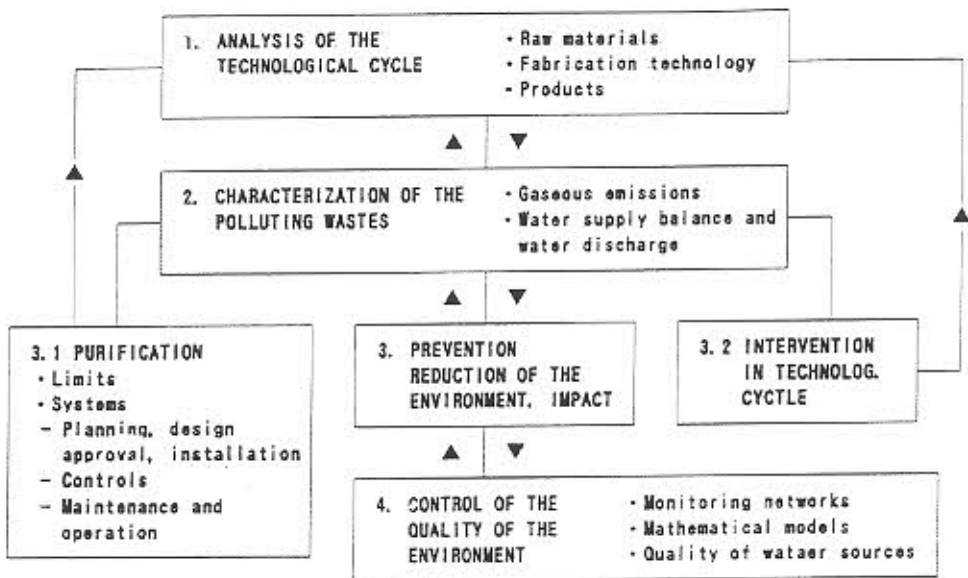 1. ANALYSIS OF THE
TECHNOLOGICAL CYCLE
· Raw materials
· Fabrication technology
- Products
2. CHARACTERIZATION OF THE
POLLUTING WASTES
· Gaseous emissions
· Water supply balance and
water discharge
3.1 PURIFICATION
· Limits
· Systems
– Planning, design
approval, installation
– Controls
– Maintenance and
operation
3. PREVENTION
REDUCTION OF THE
ENVIRONMENT. IMPACT
3.2 INTERVENTION
IN TECHNOLOG.
CYCTLE
4. CONTROL OF THE
QUALITY OF THE
ENVIRONMENT
· Monitoring networks
· Mathematical models
· Quality of wataer sources